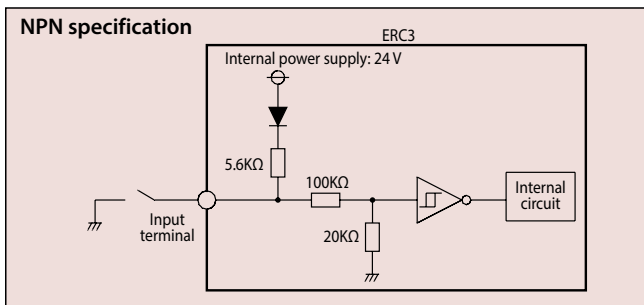 NPN specification
ERC3
Internal power supply: 24 V
5.6KΩ
100KΩ
20KΩ
Input
terminal
Internal
circuit